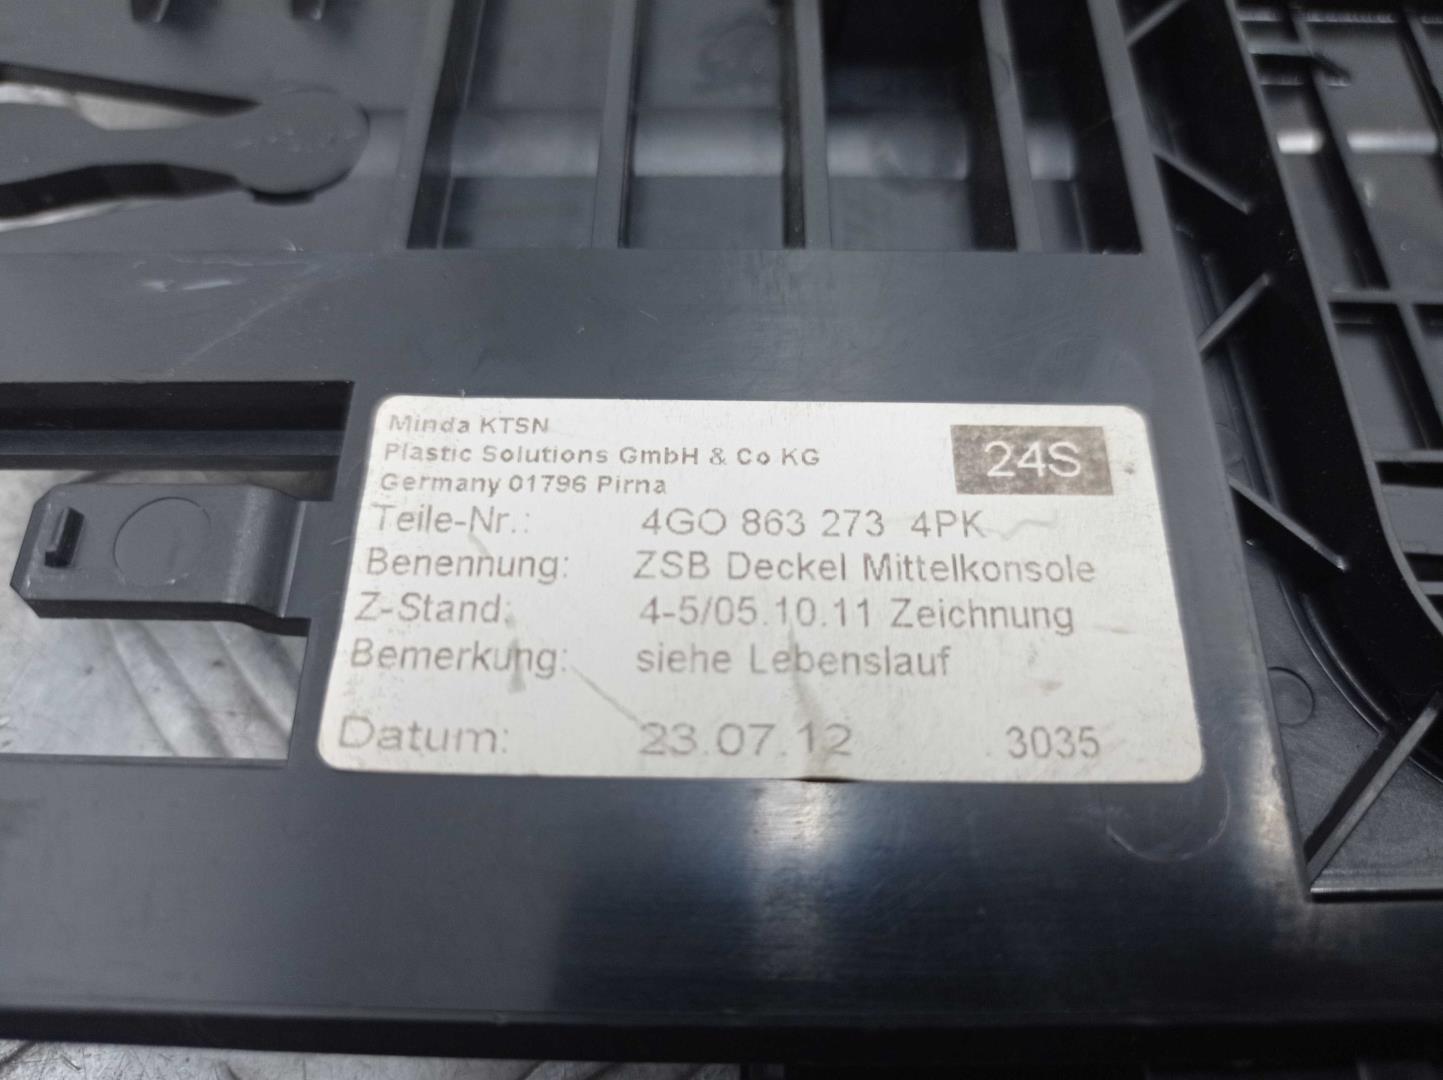 Minda KTSN
Plastic Solutions GmbH & Co KG
Germany 01796 Pirna
24S
Teile-Nr.: 4GO 863 273 4PK
Benennung: ZSB Deckel Mittelkonsole
Z-Stand: 4-5/05.10.11 Zeichnung
Bemerkung: siehe Lebenslauf
Datum: 23.07.12 .3035